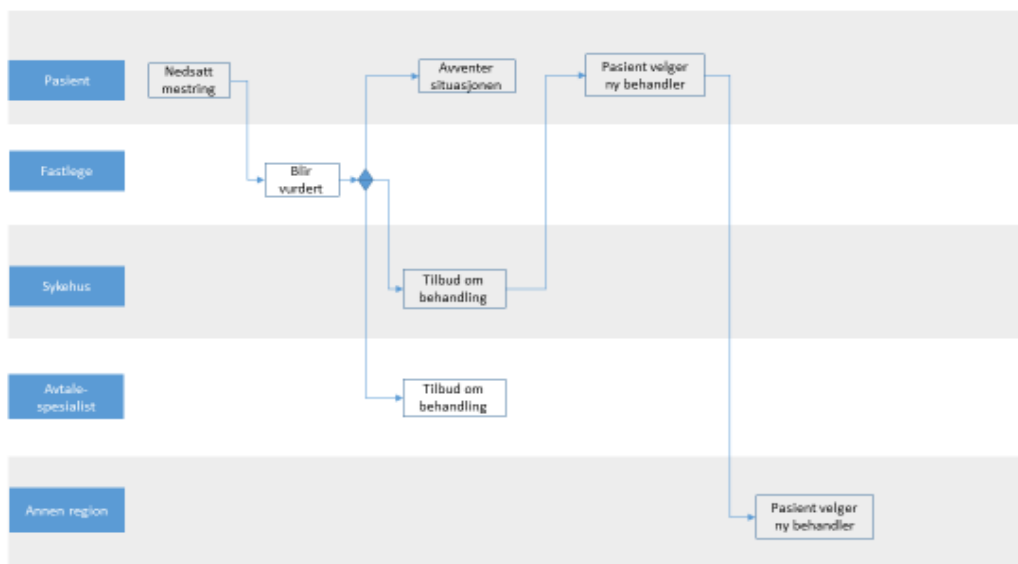 Pasient
Nedsatt
mestring
Avventer
situasjonen
Pasient velger
ny behandler
Fastlege
Blir
vurdert
Sykehus
Tilbud om
behandling
Avtale-
spesialist
Tilbud om
behandling
Annen region
Pasient velger
ny behandler